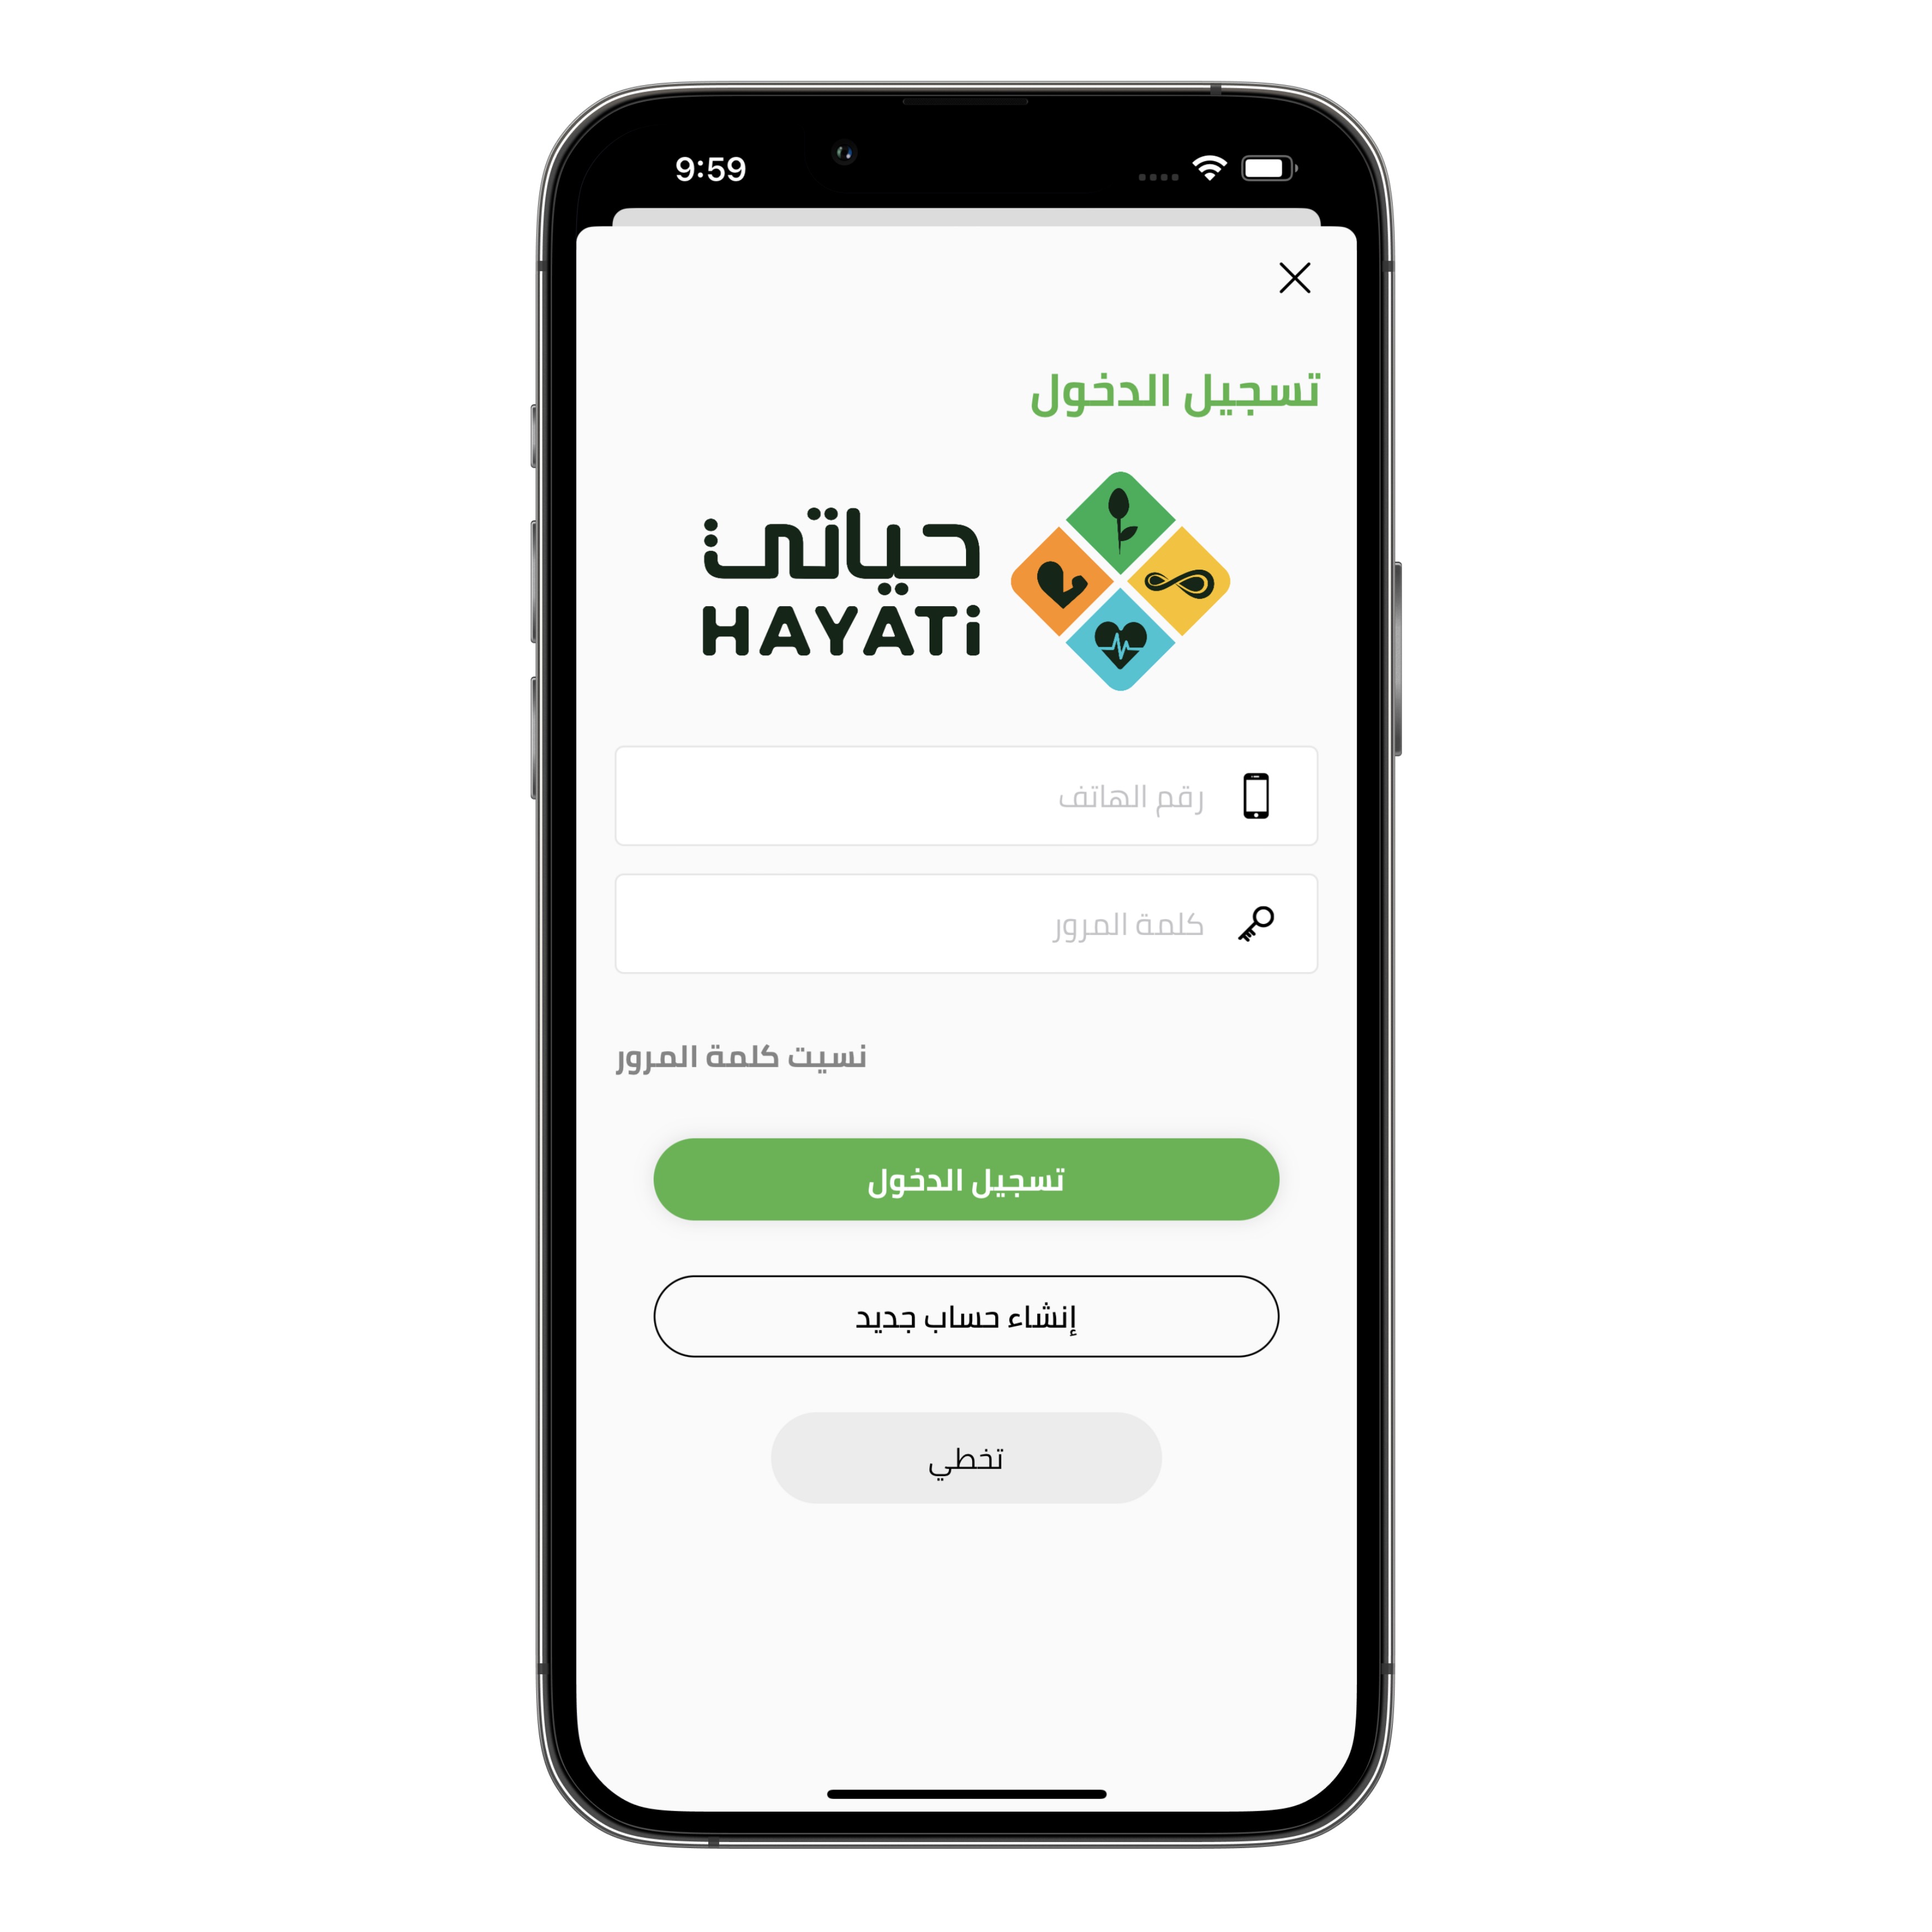 9:59
تسجيل الدخول
حياتي
HAYATi
رقم الهاتف
كلمة المرور
نسيت كلمة المرور
تسجيل الدخول
إنشاء حساب جديد
تخطي